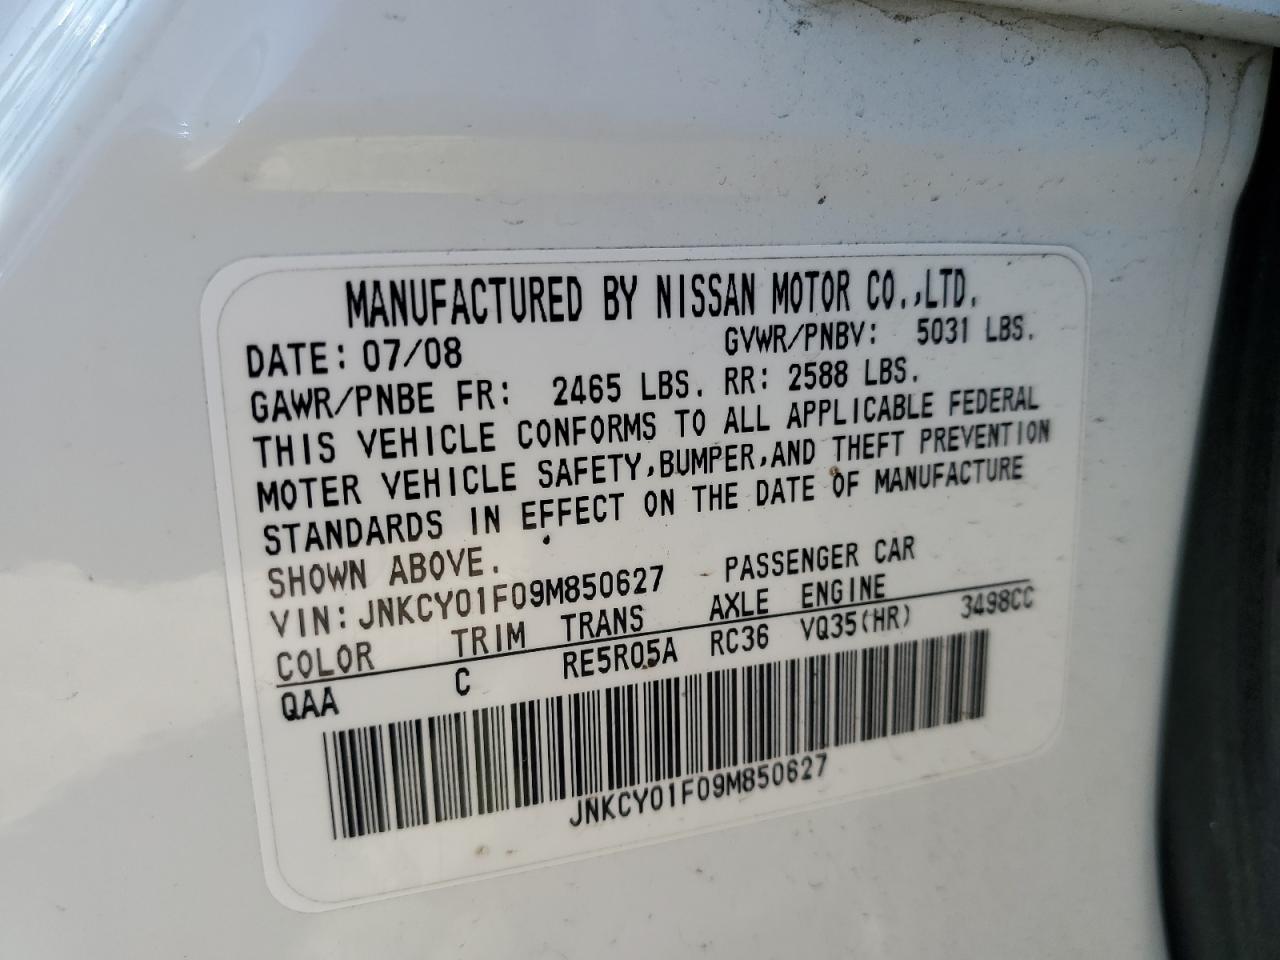 MANUFACTURED BY NISSAN MOTOR CO.,LTD.
DATE: 07/08 GVWR/PNBV: 5031 LBS.
GAWR/PNBE FR: 2465 LBS. RR: 2588 LBS.
THIS VEHICLE CONFORMS TO ALL APPLICABLE FEDERAL
MOTER VEHICLE SAFETY,BUMPER,AND THEFT PREVENTION
STANDARDS IN EFFECT ON THE DATE OF MANUFACTURE
SHOWN ABOVE.
VIN: JNKCY01F09M850627 PASSENGER CAR
COLOR TRIM TRANS AXLE ENGINE
QAA C RE5R05A RC36 VQ35(HR) 3498CC
JNKCY01F09M850627